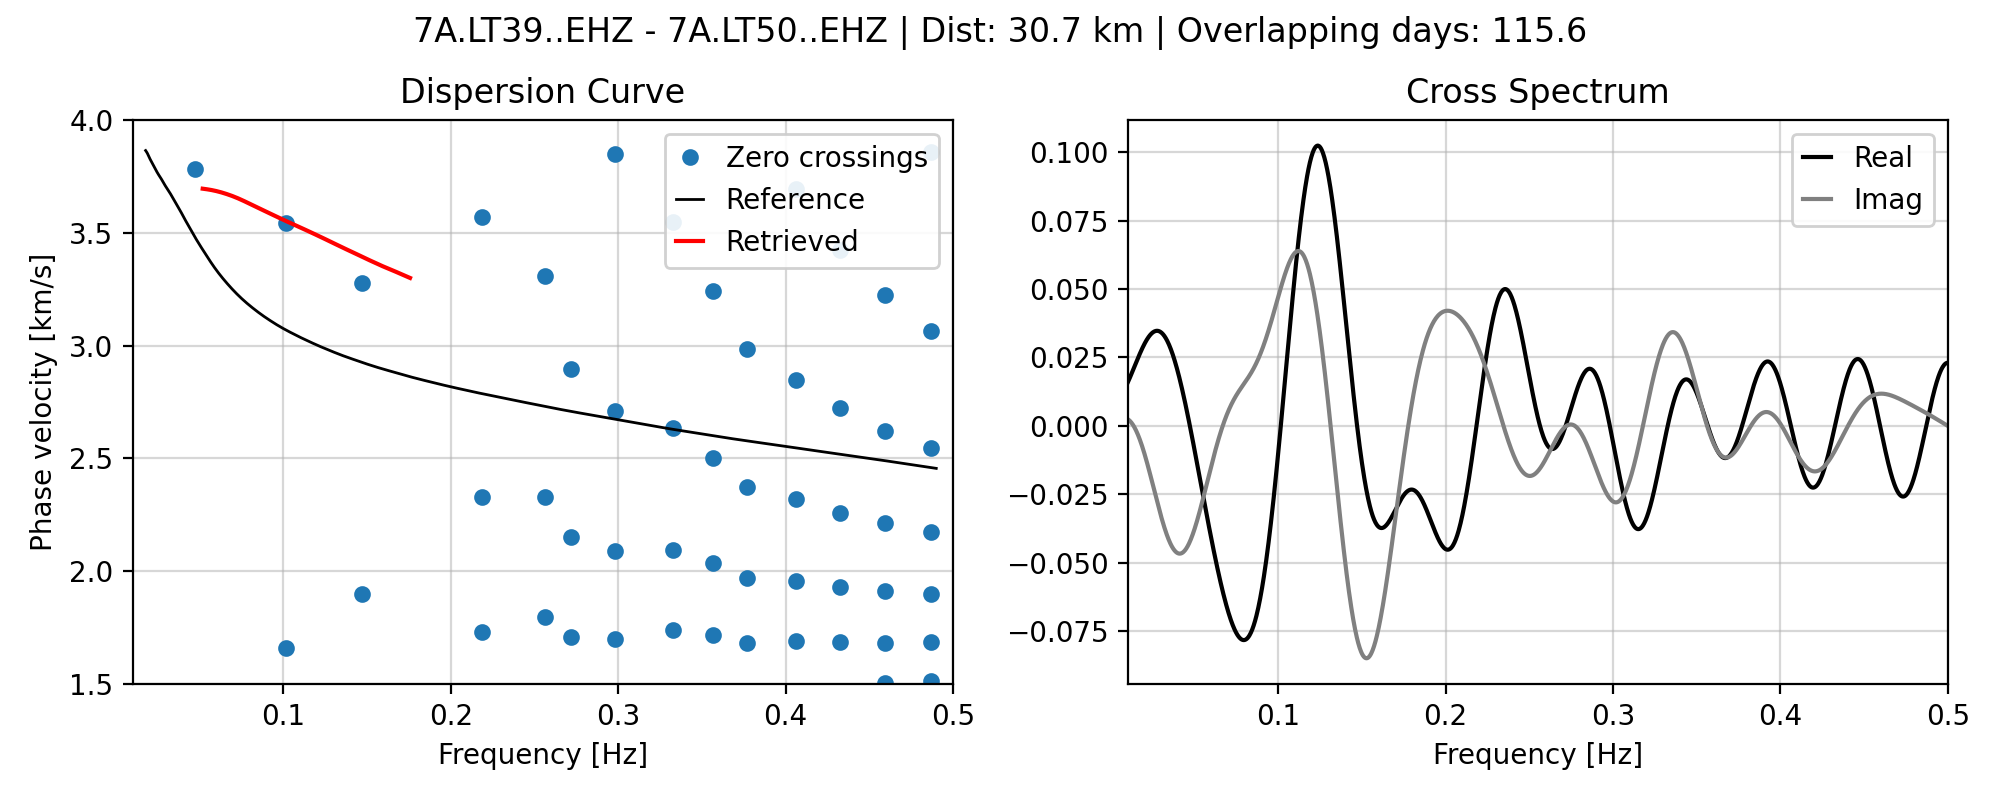 7A.LT39..EHZ - 7A.LT50..EHZ | Dist: 30.7 km | Overlapping days: 115.6
Dispersion Curve
4.0
3.5
3.0
2.5
2.0
1.5
0.1
0.2
0.3
0.4
0.5
Phase velocity [km/s]
Frequency [Hz]
Zero crossings
Reference
Retrieved
Cross Spectrum
0.100
0.075
0.050
0.025
0.000
−0.025
−0.050
−0.075
0.1
0.2
0.3
0.4
0.5
Frequency [Hz]
Real
Imag